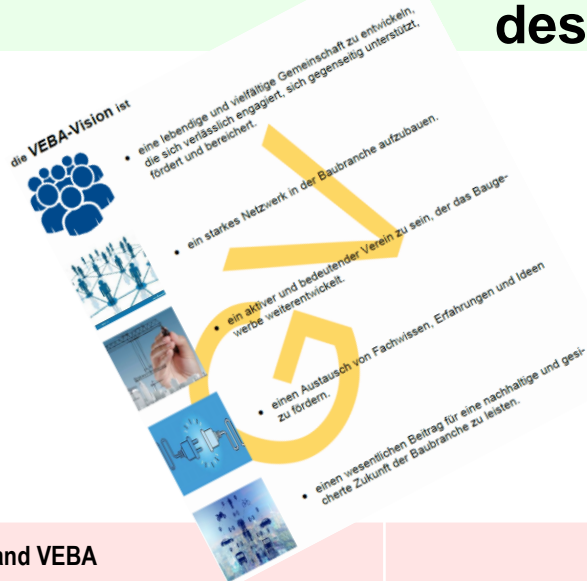 des
die VEBA-Vision ist
• eine lebendige und vielfältige Gemeinschaft zu entwickeln,
die sich verlässlich engagiert, sich gegenseitig unterstützt,
fördert und bereichert.
• ein starkes Netzwerk in der Baubranche aufzubauen.
• ein aktiver und bedeutender Verein zu sein, der das Bauge-
werbe weiterentwickelt.
• einen Austausch von Fachwissen, Erfahrungen und Ideen
zu fördern.
• einen wesentlichen Beitrag für eine nachhaltige und gesi-
cherte Zukunft der Baubranche zu leisten.
GV
and VEBA